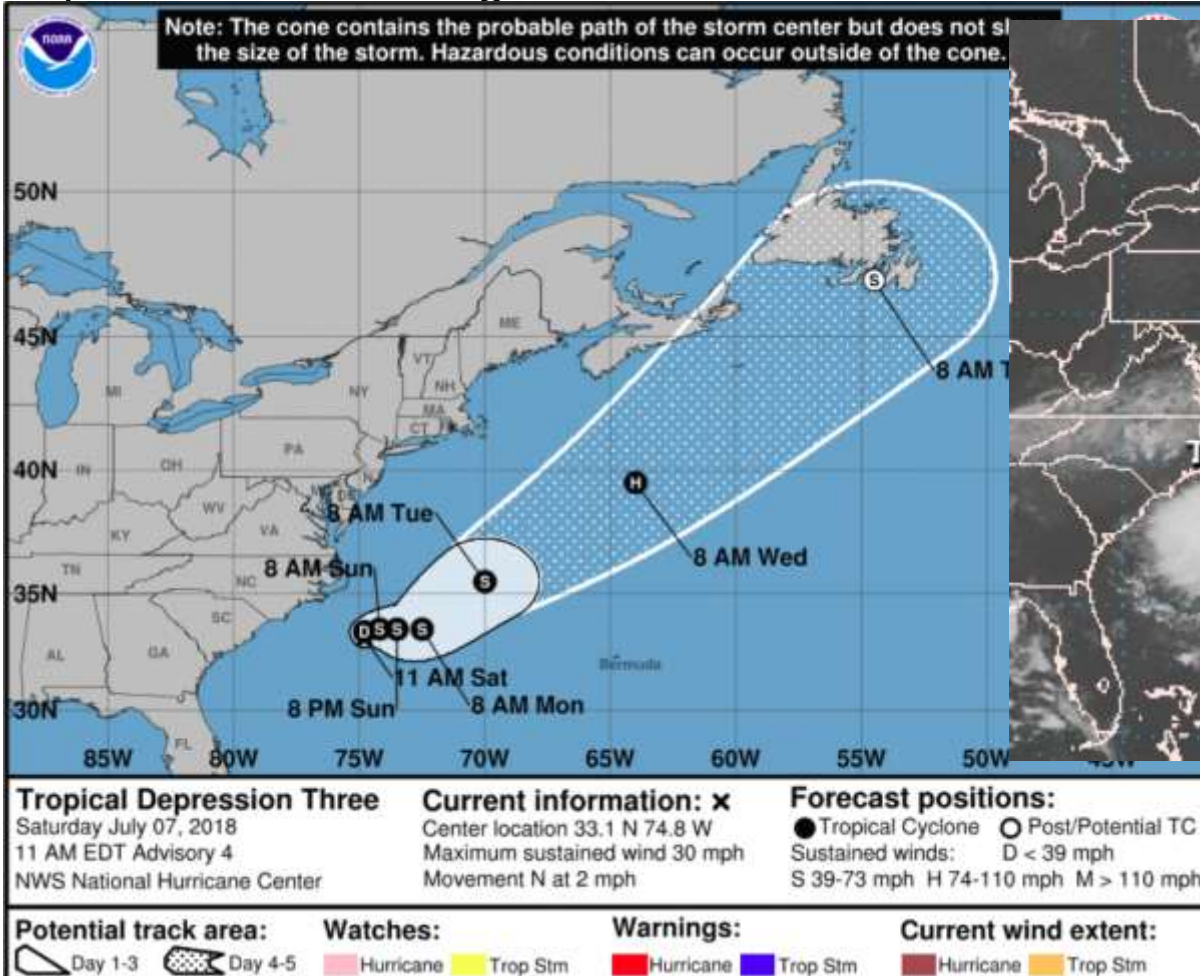 Note: The cone contains the probable path of the storm center but does not
the size of the storm. Hazardous conditions can occur outside of the cone.
NOAA
50N
45N
ME
VT
NH
8 AM
MI
NY
MA
CT
PA
40N
IN
OH
WV
8 AM Tue
KY
VA
8 AM Wed
8 AM Sun
TN
NC
35N
SC
AL
GA
11 AM Sat
Bermuda
8 PM Sun
8 AM Mon
30N
FL
85W 80W 75W 70W 65W 60W 55W 50W
Tropical Depression Three
Saturday July 07, 2018
11 AM EDT Advisory 4
NWS National Hurricane Center
Current information: x
Center location 33.1 N 74.8 W
Maximum sustained wind 30 mph
Movement N at 2 mph
Forecast positions:
Tropical Cyclone Post/Potential TC
Sustained winds: D < 39 mph
S 39-73 mph H 74-110 mph M > 110 mph
Potential track area:
Day 1-3 Day 4-5
Watches:
Hurricane Trop Stm
Warnings:
Hurricane Trop Stm
Current wind extent:
Hurricane Trop Stm